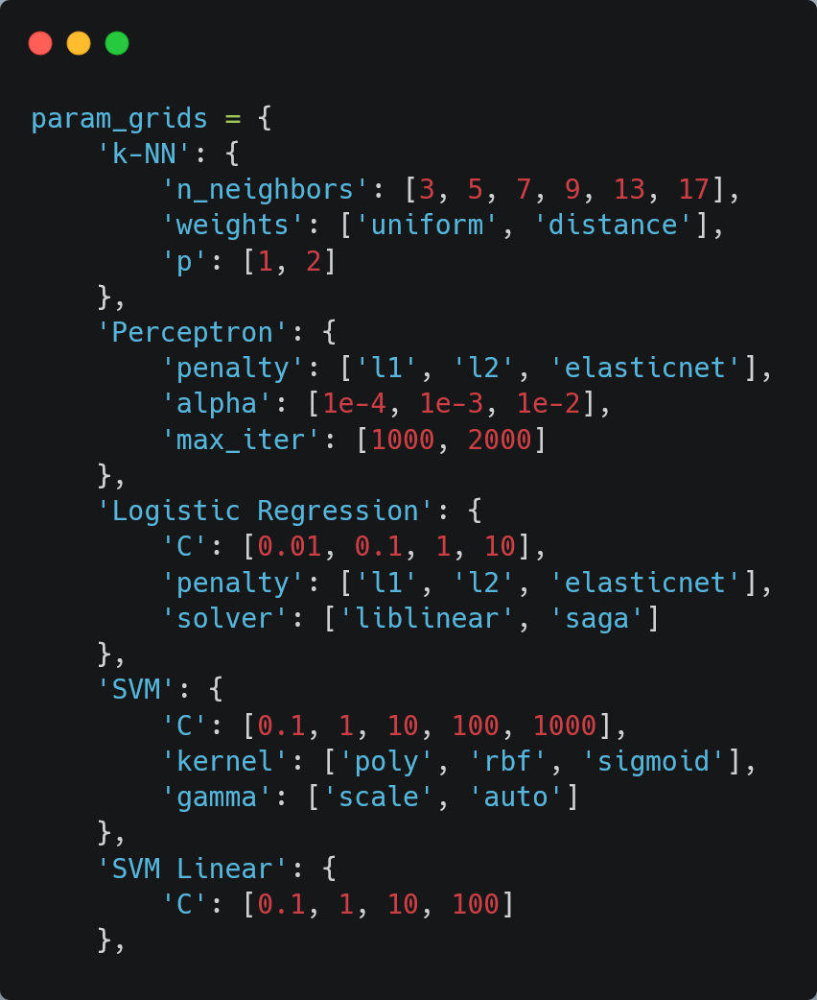 param_grids = {
    'k-NN': {
        'n_neighbors': [3, 5, 7, 9, 13, 17],
        'weights': ['uniform', 'distance'],
        'p': [1, 2]
    },
    'Perceptron': {
        'penalty': ['l1', 'l2', 'elasticnet'],
        'alpha': [1e-4, 1e-3, 1e-2],
        'max_iter': [1000, 2000]
    },
    'Logistic Regression': {
        'C': [0.01, 0.1, 1, 10],
        'penalty': ['l1', 'l2', 'elasticnet'],
        'solver': ['liblinear', 'saga']
    },
    'SVM': {
        'C': [0.1, 1, 10, 100, 1000],
        'kernel': ['poly', 'rbf', 'sigmoid'],
        'gamma': ['scale', 'auto']
    },
    'SVM Linear': {
        'C': [0.1, 1, 10, 100]
    },